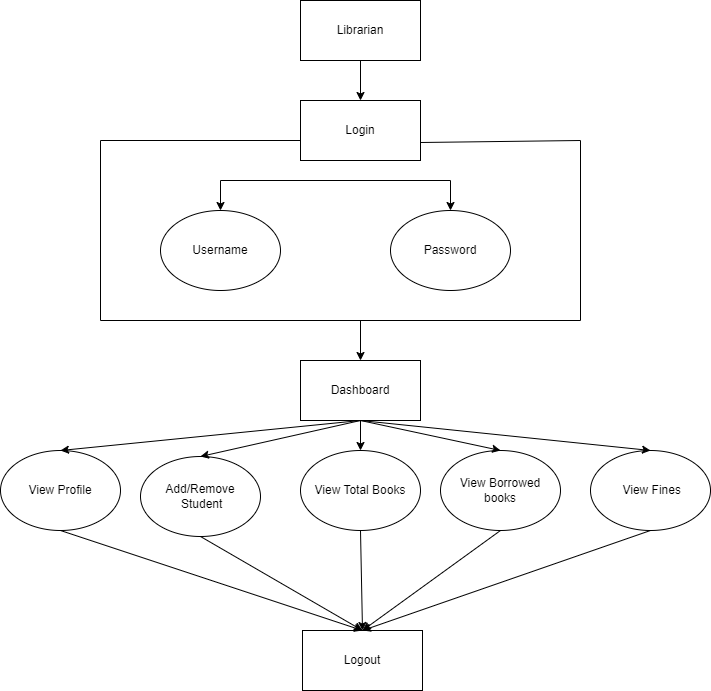 Librarian
Login
Username
Password
Dashboard
View Profile
Add/Remove
Student
View Total Books
View Borrowed
books
View Fines
Logout